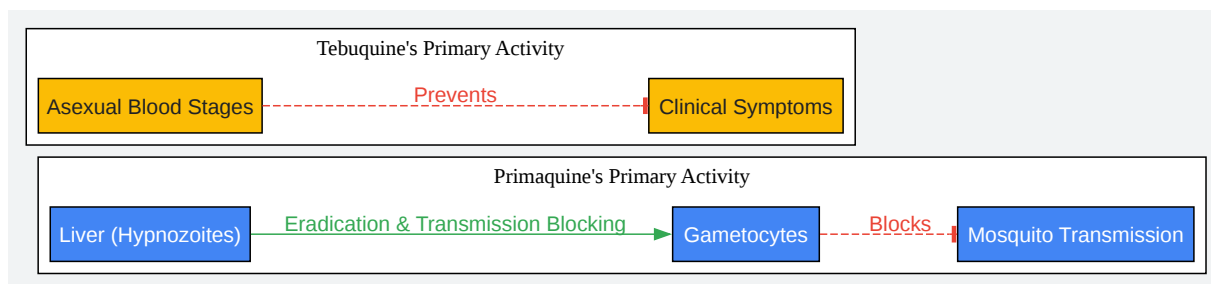 Tebuquine's Primary Activity
Asexual Blood Stages
Prevents
Clinical Symptoms
Primaquine's Primary Activity
Liver (Hypnozoites)
Eradication & Transmission Blocking
Gametocytes
Blocks
Mosquito Transmission